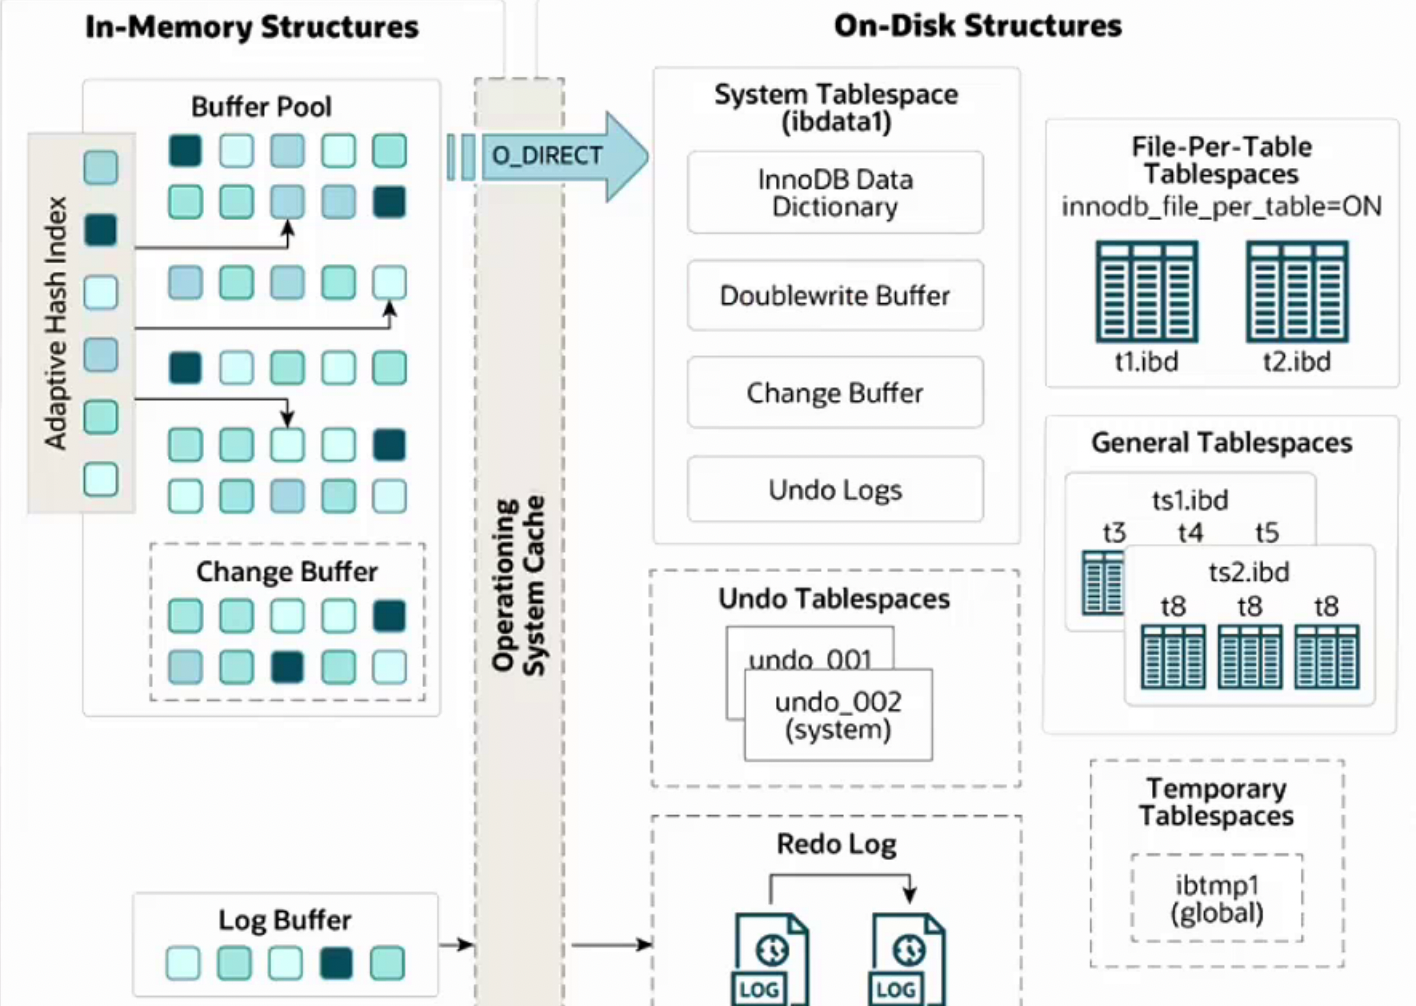 In-Memory Structures
On-Disk Structures
Buffer Pool
Adaptive Hash Index
Change Buffer
Log Buffer
Operationing
System Cache
O_DIRECT
System Tablespace
(ibdata1)
InnoDB Data
Dictionary
Doublewrite Buffer
Change Buffer
Undo Logs
Undo Tablespaces
undo_001
undo_002
(system)
Redo Log
LOG
LOG
File-Per-Table
Tablespaces
innodb_file_per_table=ON
t1.ibd t2.ibd
General Tablespaces
ts1.ibd
t3 t4 t5
ts2.ibd
t8 t8 t8
Temporary
Tablespaces
ibtmp1
(global)